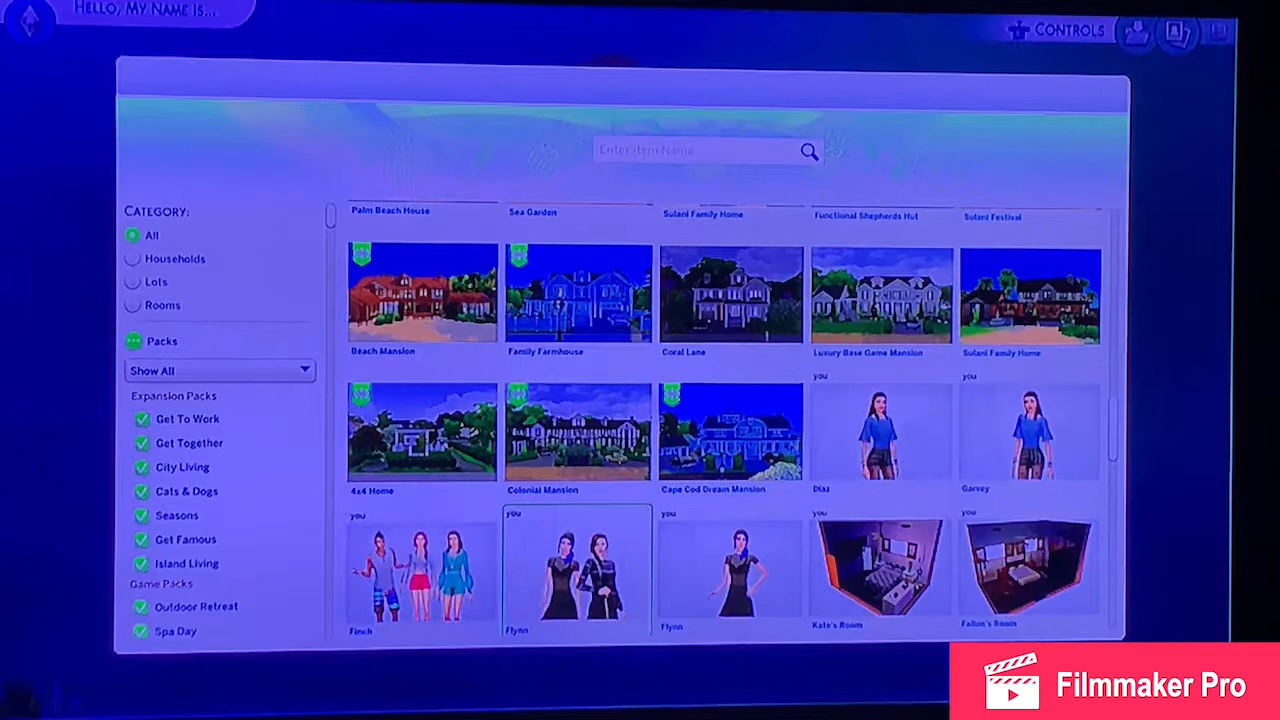 HELLO, MY NAME IS...
CONTROLS
Enter Item Name
CATEGORY:
All
Households
Lots
Rooms
Packs
Show All
Expansion Packs
Get To Work
Get Together
City Living
Cats & Dogs
Seasons
Get Famous
Island Living
Game Packs
Outdoor Retreat
Spa Day
Palm Beach House
Sea Garden
Sulani Family Home
Functional Shepherds Hut
Sulani Festival
Beach Mansion
Family Farmhouse
Coral Lane
Luxury Base Game Mansion
Sulani Family Home
you
you
4x4 Home
Colonial Mansion
Cape Cod Dream Mansion
Diaz
Garvey
you
you
you
you
you
Finch
Flynn
Flynn
Kate's Room
Fallon's Room
Filmmaker Pro